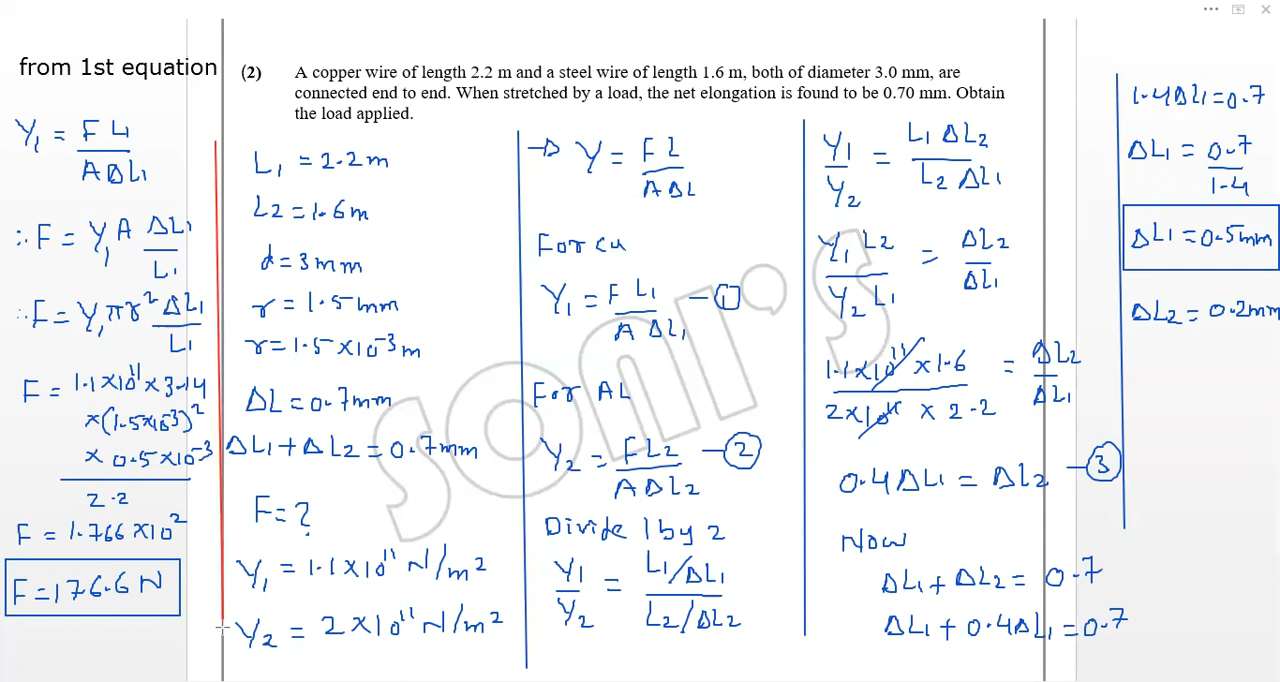 from 1st equation
Y₁ = F L₁ / A ΔL₁
∴ F = Y₁ A ΔL₁ / L₁
∴ F = Y₁ πr² ΔL₁ / L₁
F = 1.1×10¹¹ × 3.14
×(1.5×10⁻³)²
× 0.5×10⁻³
2.2
F = 1.766 ×10²
F = 176.6 N
(2) A copper wire of length 2.2 m and a steel wire of length 1.6 m, both of diameter 3.0 mm, are
connected end to end. When stretched by a load, the net elongation is found to be 0.70 mm. Obtain
the load applied.
L₁ = 2.2m
L₂ = 1.6m
d = 3mm
r = 1.5mm
r = 1.5×10⁻³ m
ΔL = 0.7mm
ΔL₁ + ΔL₂ = 0.7mm
F = ?
Y₁ = 1.1×10¹¹ N/m²
Y₂ = 2×10¹¹ N/m²
→ Y = FL / A ΔL
For cu
Y₁ = F L₁ / A ΔL₁ —①
For AL
Y₂ = FL₂ / A ΔL₂ —②
Divide 1 by 2
Y₁ / Y₂ = L₁/ΔL₁ / L₂/ΔL₂
Y₁ / Y₂ = L₁ ΔL₂ / L₂ ΔL₁
Y₁ L₂ / Y₂ L₁ = ΔL₂ / ΔL₁
1.1×10¹¹ ×1.6 / 2×10¹¹ × 2.2 = ΔL₂ / ΔL₁
0.4ΔL₁ = ΔL₂ —③
Now
ΔL₁ + ΔL₂ = 0.7
ΔL₁ + 0.4ΔL₁ = 0.7
1.4ΔL₁ = 0.7
ΔL₁ = 0.7 / 1.4
ΔL₁ = 0.5mm
ΔL₂ = 0.2mm
SONI'S